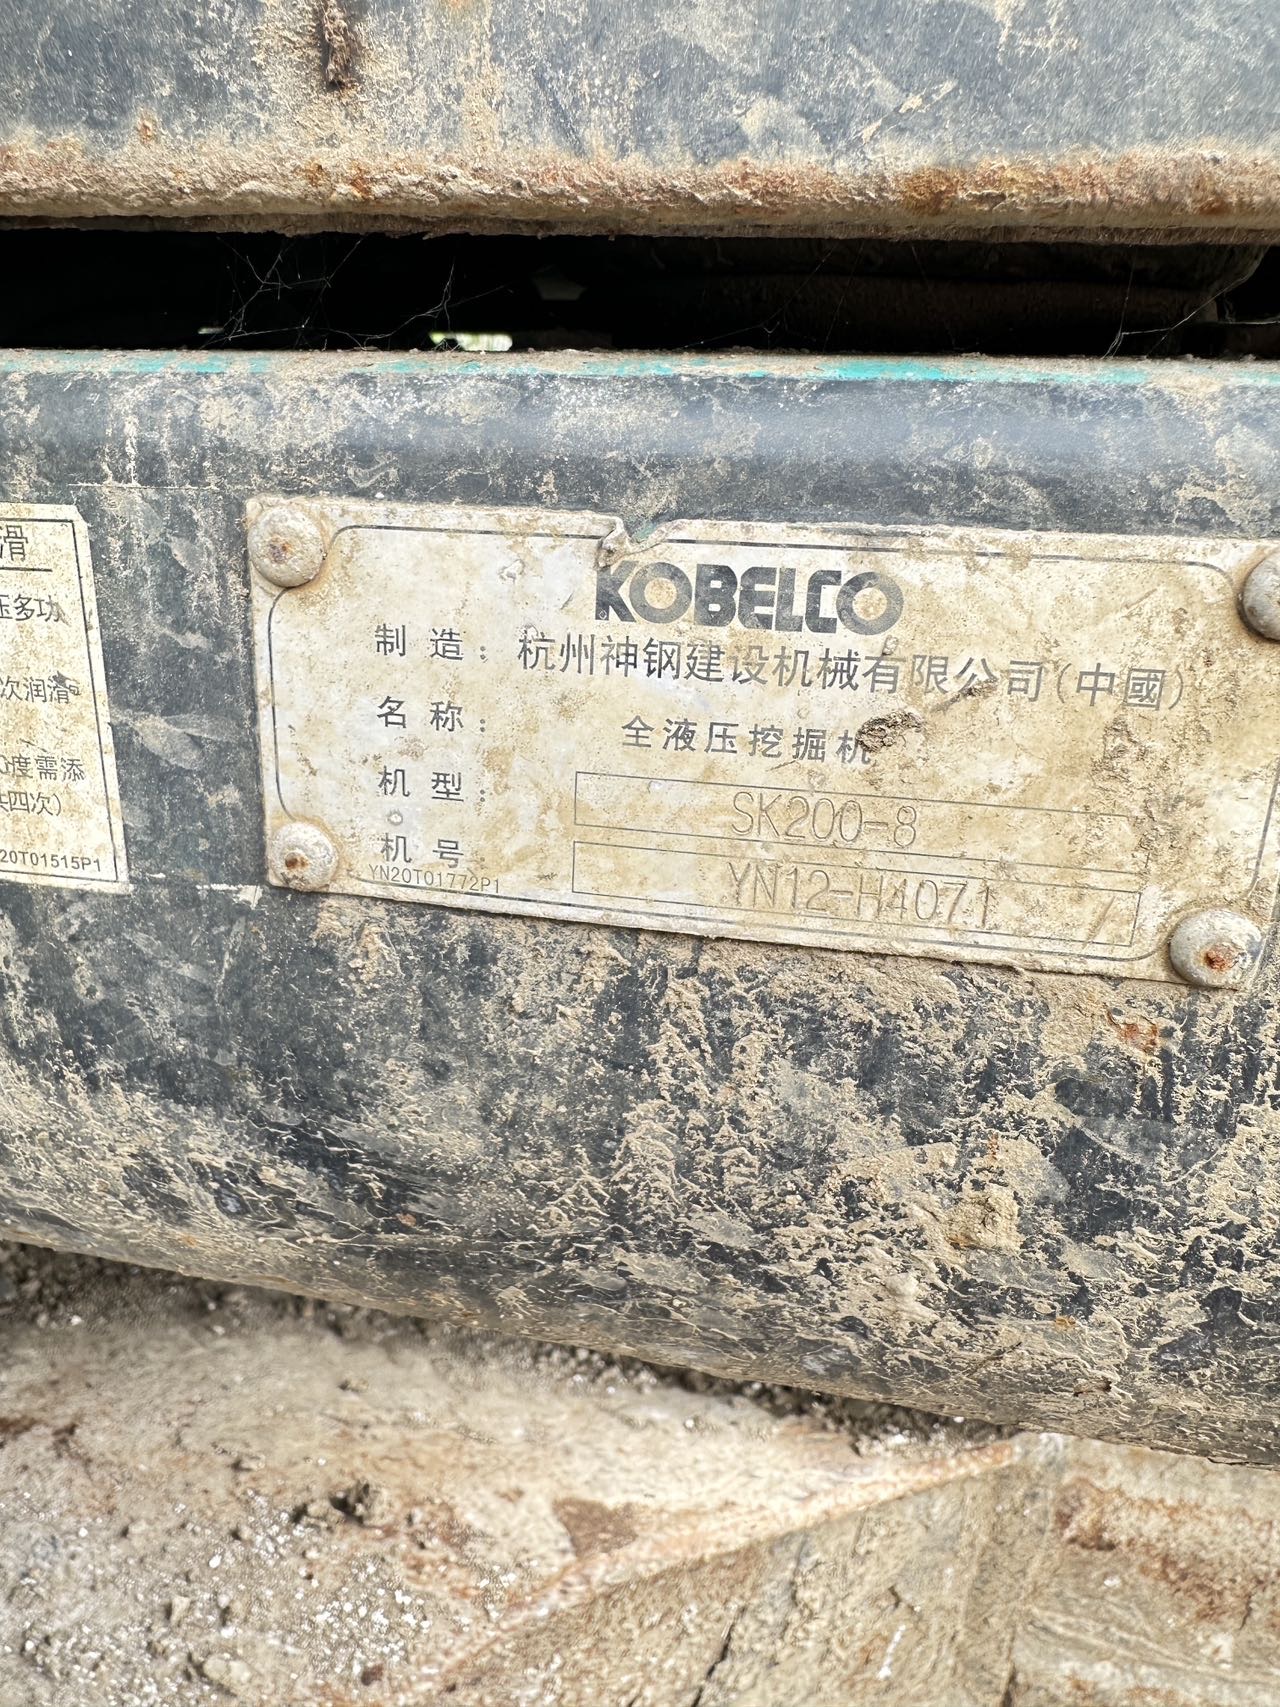 滑
压多功
次润滑
度需添
共四次)
20T01515P1
KOBELCO
制 造: 杭州神钢建设机械有限公司(中國)
名 称: 全液压挖掘机
机 型: SK200-8
机 号: YN12-H4071
YN20T01772P1